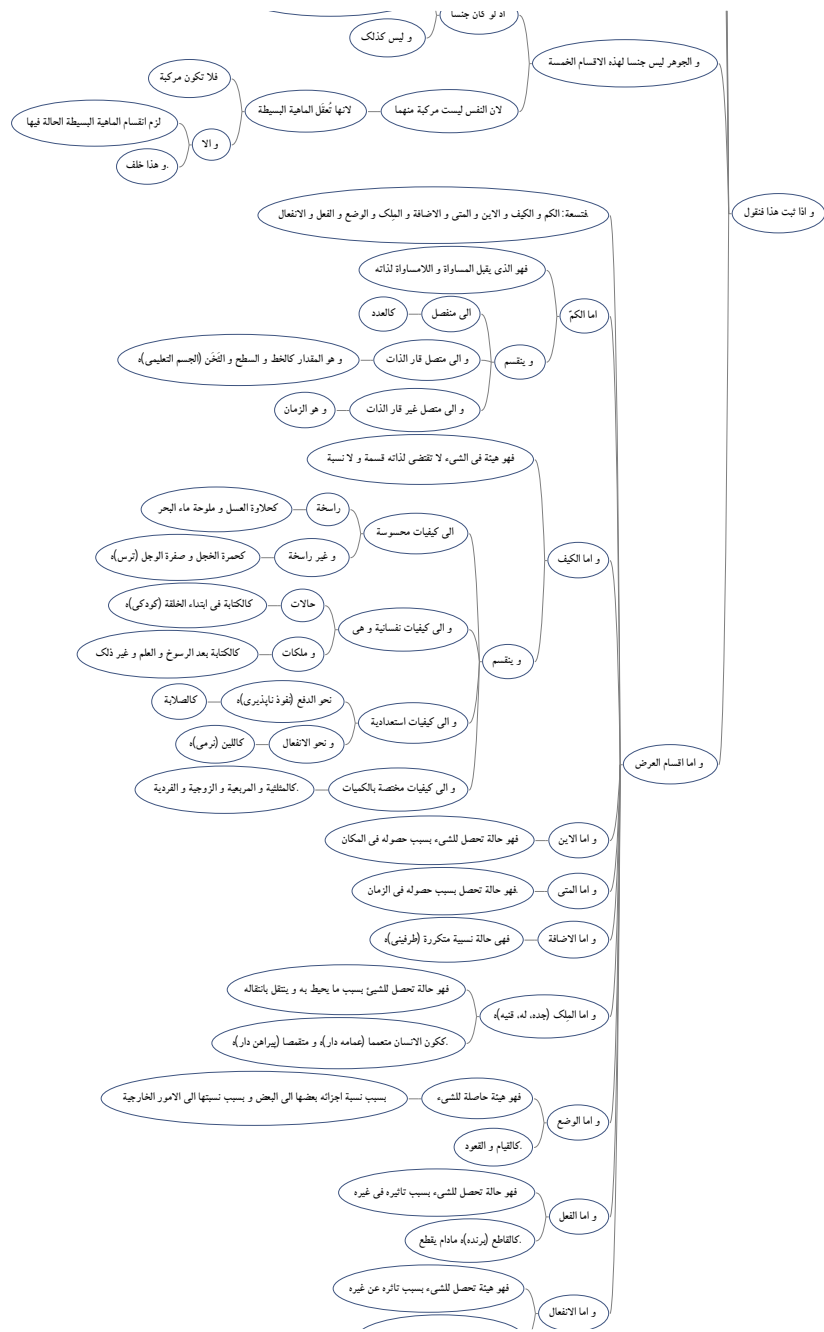 اذ لو كان جنسا
و ليس كذلک
و الجوهر ليس جنسا لهذه الاقسام الخمسة
فلا تكون مركبة
لان النفس ليست مركبة منهما
لانها تُعقَل الماهية البسيطة
لزم انقسام الماهية البسيطة الحالة فيها
و الا
و هذا خلف.
و اذا ثبت هذا فنقول
فتسعة: الكم و الكيف و الاين و المتى و الاضافة و المِلک و الوضع و الفعل و الانفعال
فهو الذى يقبل المساواة و اللامساواة لذاته
اما الكمّ
الى منفصل
كالعدد
و ينقسم
و الى متصل قار الذات
و هو المقدار كالخط و السطح و الثَخَن (الجسم التعليمى)ه
و الى متصل غير قار الذات
و هو الزمان
فهو هيئة فى الشىء لا تقتضى لذاته قسمة و لا نسبة
و اما الكيف
الى كيفيات محسوسة
راسخة
كحلاوة العسل و ملوحة ماء البحر
و غير راسخة
كحمرة الخجل و صفرة الوجل (ترس)ه
و ينقسم
و الى كيفيات نفسانية و هى
حالات
كالكتابة فى ابتداء الخلقة (كودكى)ه
و ملكات
كالكتابة بعد الرسوخ و العلم و غير ذلک
و الى كيفيات استعدادية
نحو الدفع (نفوذ ناپذيرى)ه
كالصلابة
و نحو الانفعال
كاللين (نرمى)ه
و الى كيفيات مختصة بالكميات
كالمثلثية و المربعية و الزوجية و الفردية.
و اما اقسام العرض
و اما الاين
فهو حالة تحصل للشىء بسبب حصوله فى المكان
و اما المتى
فهو حالة تحصل بسبب حصوله فى الزمان.
و اما الاضافة
فهى حالة نسبية متكررة (طرفينى)ه
و اما المِلک (جده، له، قنيه)ه
فهو حالة تحصل للشيئ بسبب ما يحيط به و ينتقل بانتقاله
ككون الانسان متعمما (عمامه دار)ه و متقمصا (پيراهن دار)ه.
و اما الوضع
فهو هيئة حاصلة للشىء
بسبب نسبة اجزائه بعضها الى البعض و بسبب نسبتها الى الامور الخارجية
كالقيام و القعود.
و اما الفعل
فهو حالة تحصل للشىء بسبب تاثيره فى غيره
كالقاطع (برنده)ه مادام يقطع.
و اما الانفعال
فهو هيئة تحصل للشىء بسبب تاثره عن غيره